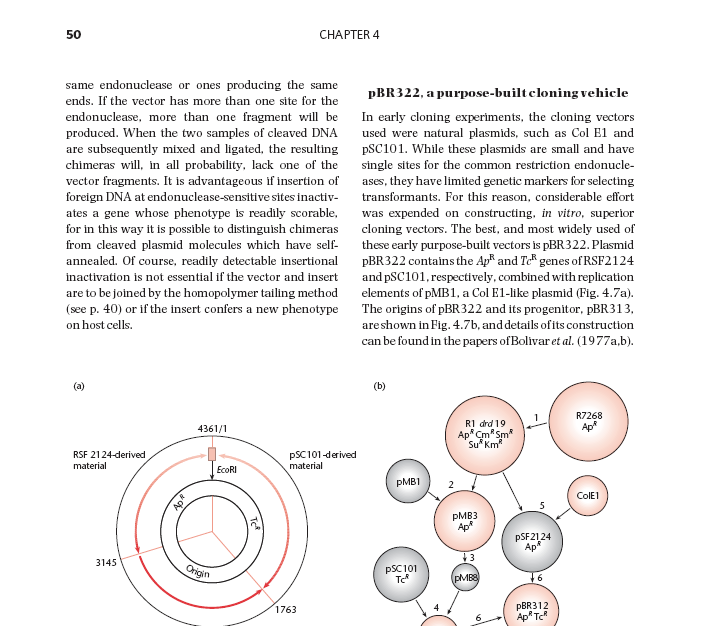 50
CHAPTER 4
same endonuclease or ones producing the same
ends. If the vector has more than one site for the
endonuclease, more than one fragment will be
produced. When the two samples of cleaved DNA
are subsequently mixed and ligated, the resulting
chimeras will, in all probability, lack one of the
vector fragments. It is advantageous if insertion of
foreign DNA at endonuclease-sensitive sites inactiv-
ates a gene whose phenotype is readily scorable,
for in this way it is possible to distinguish chimeras
from cleaved plasmid molecules which have self-
annealed. Of course, readily detectable insertional
inactivation is not essential if the vector and insert
are to be joined by the homopolymer tailing method
(see p. 40) or if the insert confers a new phenotype
on host cells.
pBR322, a purpose-built cloning vehicle
In early cloning experiments, the cloning vectors
used were natural plasmids, such as Col E1 and
pSC101. While these plasmids are small and have
single sites for the common restriction endonucle-
ases, they have limited genetic markers for selecting
transformants. For this reason, considerable effort
was expended on constructing, in vitro, superior
cloning vectors. The best, and most widely used of
these early purpose-built vectors is pBR322. Plasmid
pBR322 contains the Ap^R and Tc^R genes of RSF2124
and pSC101, respectively, combined with replication
elements of pMB1, a Col E1-like plasmid (Fig. 4.7a).
The origins of pBR322 and its progenitor, pBR313,
are shown in Fig. 4.7b, and details of its construction
can be found in the papers of Bolivar et al. (1977a,b).
(a)
4361/1
RSF 2124-derived
material
pSC101-derived
material
EcoRI
Ap^R
Tc^R
Origin
3145
1763
(b)
R1 drd 19
Ap^R Cm^R Sm^R
Su^R Km^R
1
R7268
Ap^R
pMB1
2
ColE1
pMB3
Ap^R
5
pSF2124
Ap^R
3
pSC101
Tc^R
pMB8
6
4
6
pBR312
Ap^R Tc^R